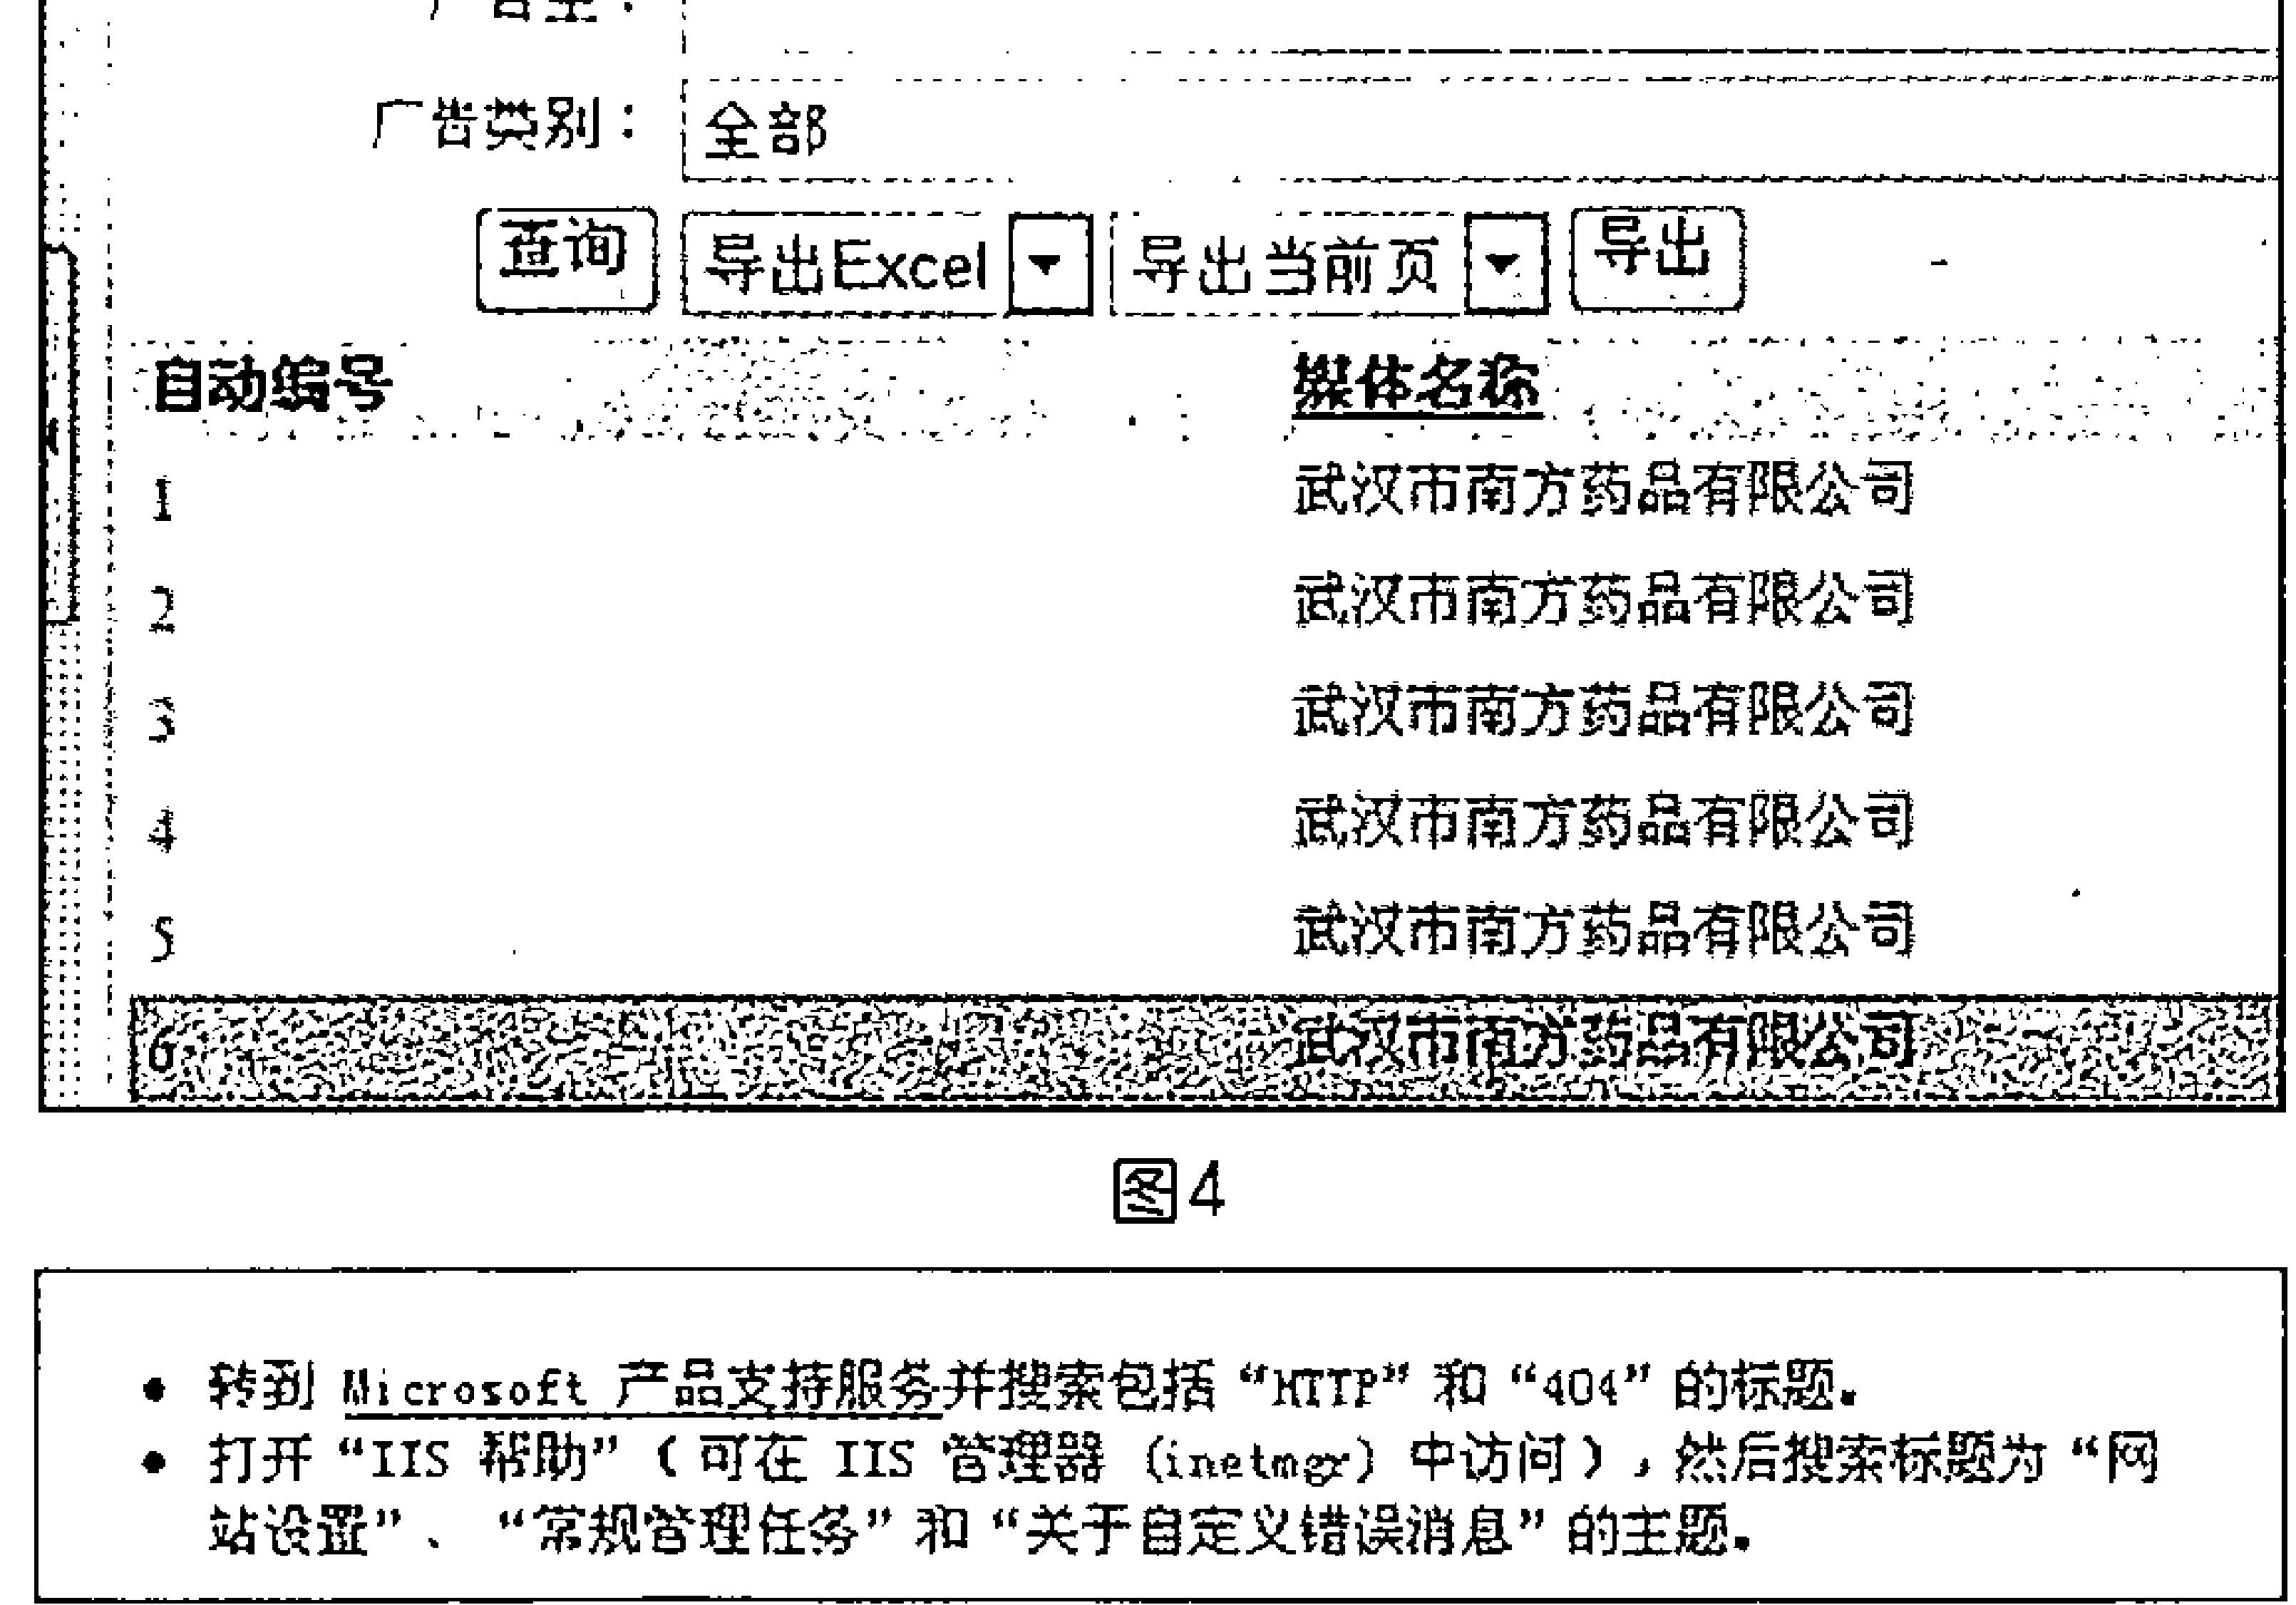 广告类别： 全部
查询 导出Excel 导出当前页 导出
自动编号 媒体名称
1 武汉市南方药品有限公司
2 武汉市南方药品有限公司
3 武汉市南方药品有限公司
4 武汉市南方药品有限公司
5 武汉市南方药品有限公司
6 武汉市南方药品有限公司
图4
• 转到 Microsoft 产品支持服务并搜索包括“HTTP”和“404”的标题。
• 打开“IIS 帮助”（可在 IIS 管理器 (inetmgr) 中访问），然后搜索标题为“网
站设置”、“常规管理任务”和“关于自定义错误消息”的主题。